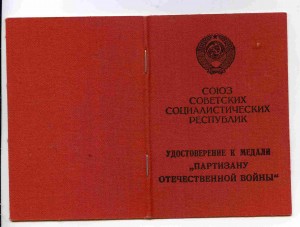 СОЮЗ
СОВЕТСКИХ
СОЦИАЛИСТИЧЕСКИХ
РЕСПУБЛИК
УДОСТОВЕРЕНИЕ К МЕДАЛИ
„ПАРТИЗАНУ
ОТЕЧЕСТВЕННОЙ ВОЙНЫ“